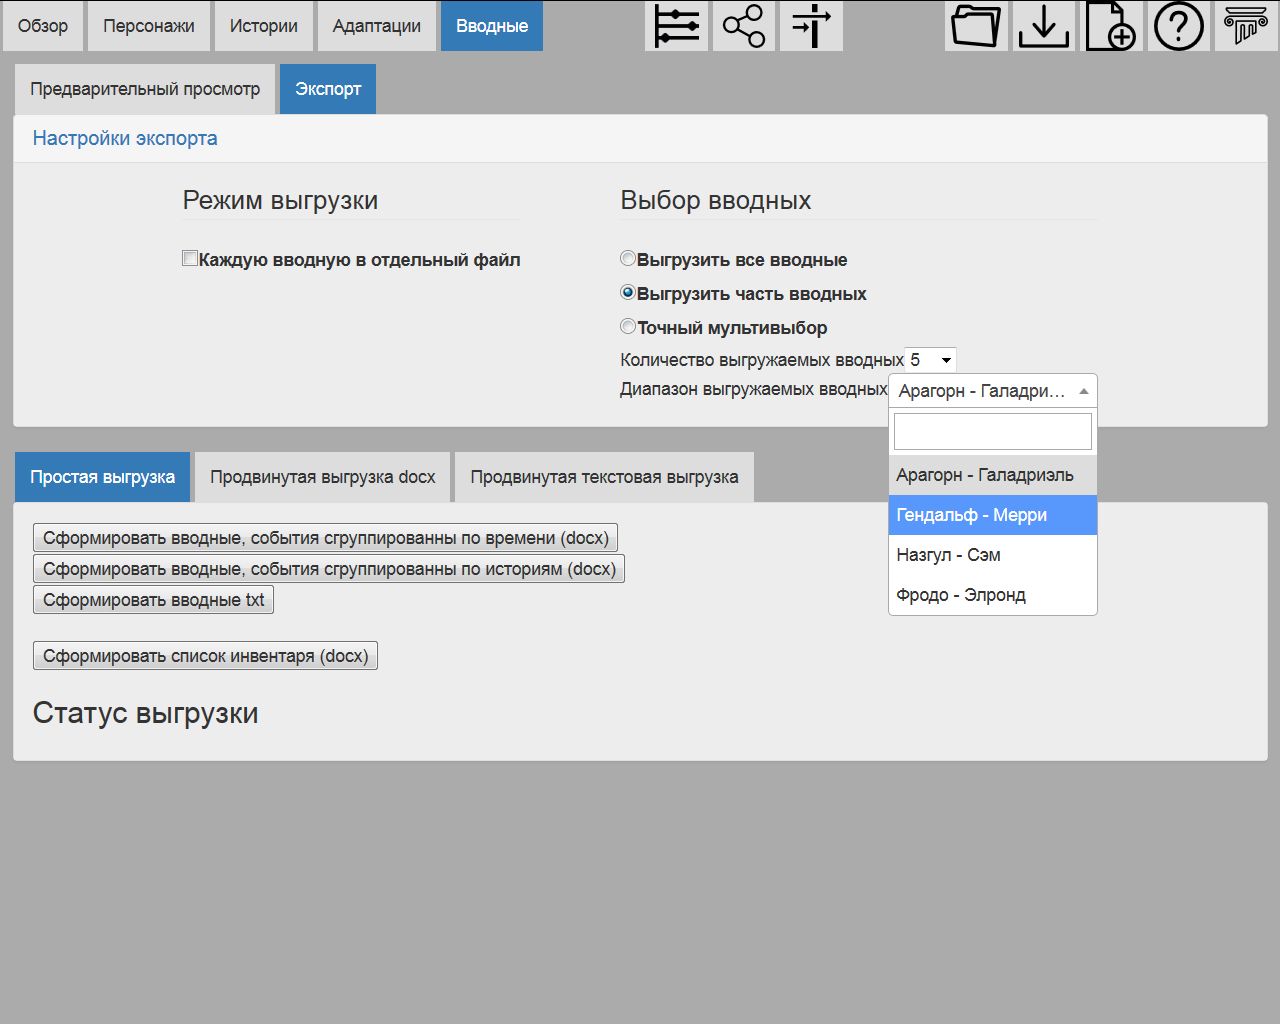 Обзор Персонажи Истории Адаптации Вводные
Предварительный просмотр Экспорт
Настройки экспорта
Режим выгрузки
Каждую вводную в отдельный файл
Выбор вводных
Выгрузить все вводные
Выгрузить часть вводных
Точный мультивыбор
Количество выгружаемых вводных 5
Диапазон выгружаемых вводных Арагорн - Галадри...
Арагорн - Галадриэль
Гендальф - Мерри
Назгул - Сэм
Фродо - Элронд
Простая выгрузка Продвинутая выгрузка docx Продвинутая текстовая выгрузка
Сформировать вводные, события сгруппированны по времени (docx)
Сформировать вводные, события сгруппированны по историям (docx)
Сформировать вводные txt
Сформировать список инвентаря (docx)
Статус выгрузки